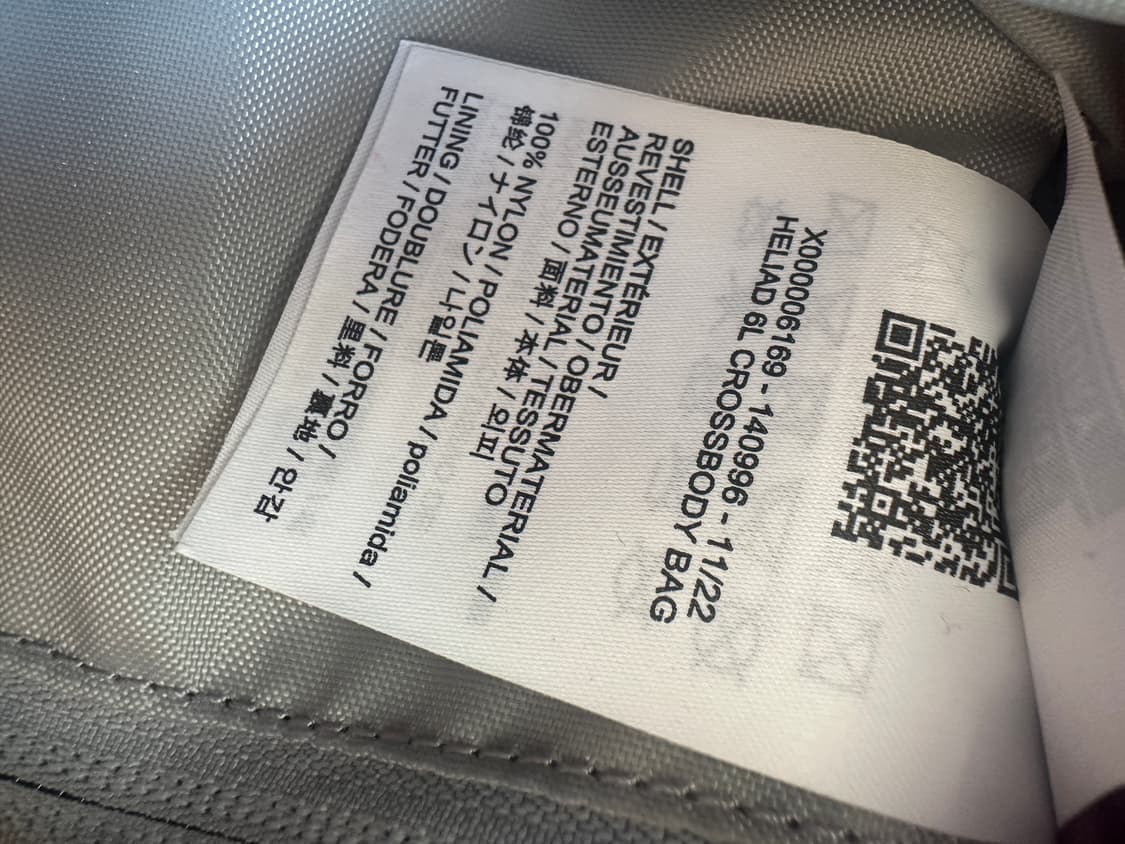 X000006169 - 140996 - 11/22
HELIAD 6L CROSSBODY BAG
SHELL / EXTÉRIEUR /
REVESTIMIENTO / OBERMATERIAL /
AUSSEUMATERIAL / TESSUTO
ESTERNO / 面料 / 本体 / 외피
100% NYLON / POLIAMIDA / poliamida /
锦纶 / ナイロン / 나일론
LINING / DOUBLURE / FORRO /
FUTTER / FODERA / 里料 / 裏地 / 안감